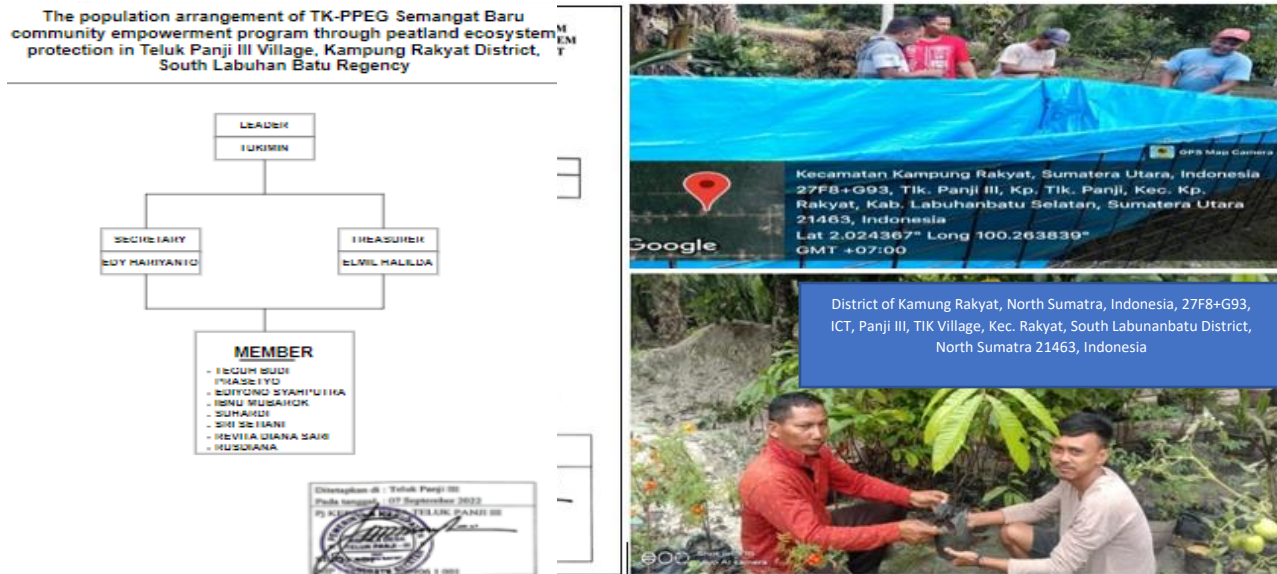 The population arrangement of TK-PPEG Semangat Baru
community empowerment program through peatland ecosystem
protection in Teluk Panji III Village, Kampung Rakyat District,
South Labuhan Batu Regency
M
EM
T
LEADER
TUKIMIN
SECRETARY
EDY HARIYANTO
TREASURER
ELMIL HALILDA
MEMBER
- TEGUH BUDI
PRASETYO
- EDIYONO SYAHPUTRA
- IBNU MUBAROK
- SUHARDI
- SRI SETIANI
- REVITA DIANA SARI
- RUSDIANA
Ditetapkan di : Teluk Panji III
Pada tanggal : 07 September 2022
TELUK PANJI III
GPS Map Camera
Kecamatan Kampung Rakyat, Sumatera Utara, Indonesia
27F8+G93, Tlk. Panji III, Kp. Tlk. Panji, Kec. Kp.
Rakyat, Kab. Labuhanbatu Selatan, Sumatera Utara
21463, Indonesia
Lat 2.024367° Long 100.263839°
GMT +07:00
Google
District of Kamung Rakyat, North Sumatra, Indonesia, 27F8+G93,
ICT, Panji III, TIK Village, Kec. Rakyat, South Labunanbatu District,
North Sumatra 21463, Indonesia
AI camera